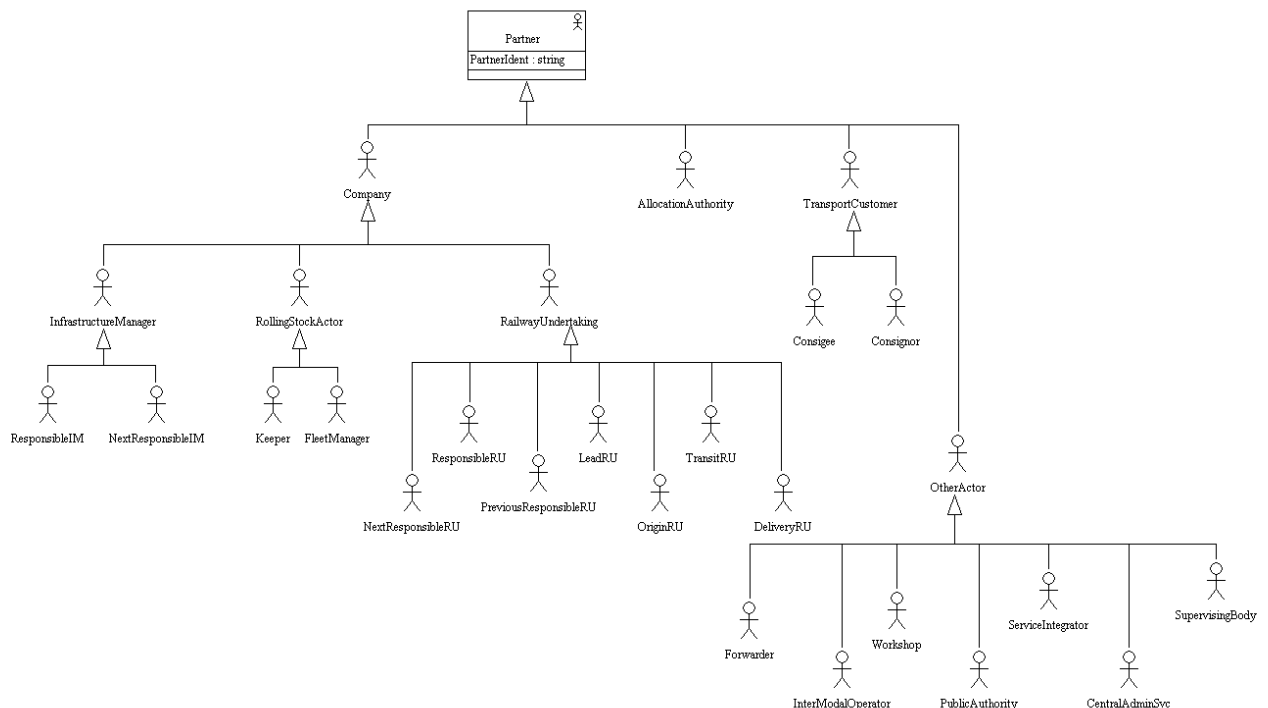 Partner
PartnerIdent : string
Company
AllocationAuthority
TransportCustomer
InfrastructureManager
RollingStockActor
RailwayUndertaking
Consigee
Consignor
ResponsibleIM
NextResponsibleIM
Keeper
FleetManager
ResponsibleRU
LeadRU
TransitRU
OtherActor
PreviousResponsibleRU
NextResponsibleRU
OriginRU
DeliveryRU
SupervisingBody
ServiceIntegrator
Workshop
Forwarder
InterModalOperator
PublicAuthority
CentralAdminSvc